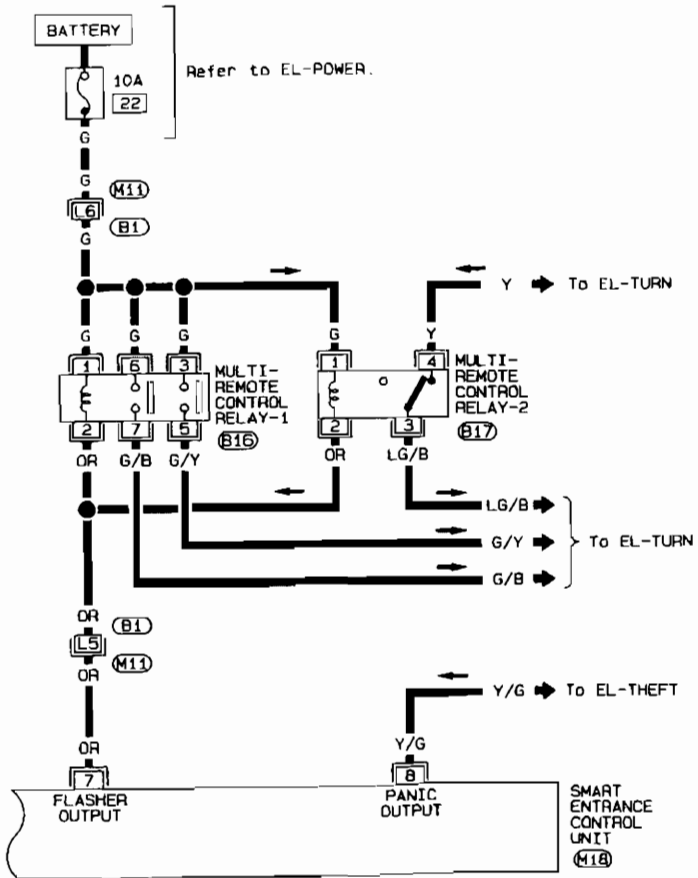 BATTERY
Refer to EL-POWER.
10A
22
G
G
M11
L6
B1
G
Y To EL-TURN
G G G G Y
1 6 3 1 4
MULTI-
REMOTE
CONTROL
RELAY-1
B16
MULTI-
REMOTE
CONTROL
RELAY-2
B17
2 7 5 2 3
OR G/B G/Y OR LG/B
LG/B
G/Y To EL-TURN
G/B
OR
B1
L5
M11
OR
Y/G To EL-THEFT
OR Y/G
7 8
FLASHER
OUTPUT
PANIC
OUTPUT
SMART
ENTRANCE
CONTROL
UNIT
M18